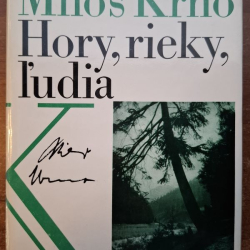 Miloš Krno
Hory, rieky,
ľudia